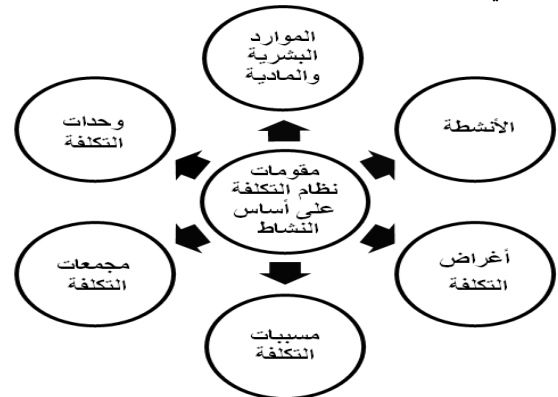 الموارد
البشرية
والمادية
الأنشطة
وحدات
التكلفة
مقومات
نظام التكلفة
على أساس
النشاط
أغراض
التكلفة
مجمعات
التكلفة
مسببات
التكلفة